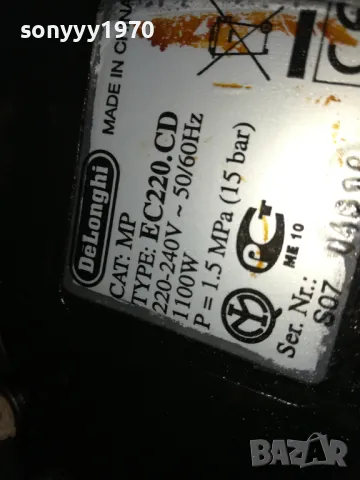 sonyyy1970
MADE IN CHINA
DeLonghi
CAT: MP
TYPE: EC220.CD
220-240V ~ 50/60Hz
1100W
P = 1.5 MPa (15 bar)
PCT
ME 10
Ser. Nr.:
S07
BAZAR